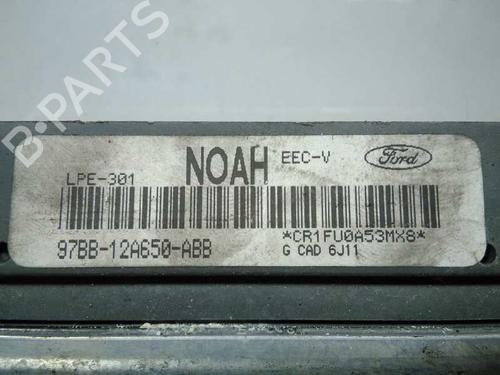 B-PARTS
NOAH EEC-V Ford
LPE-301
97BB-12A650-ABB *CR1FU0A53MX8*
G CAD 6J11